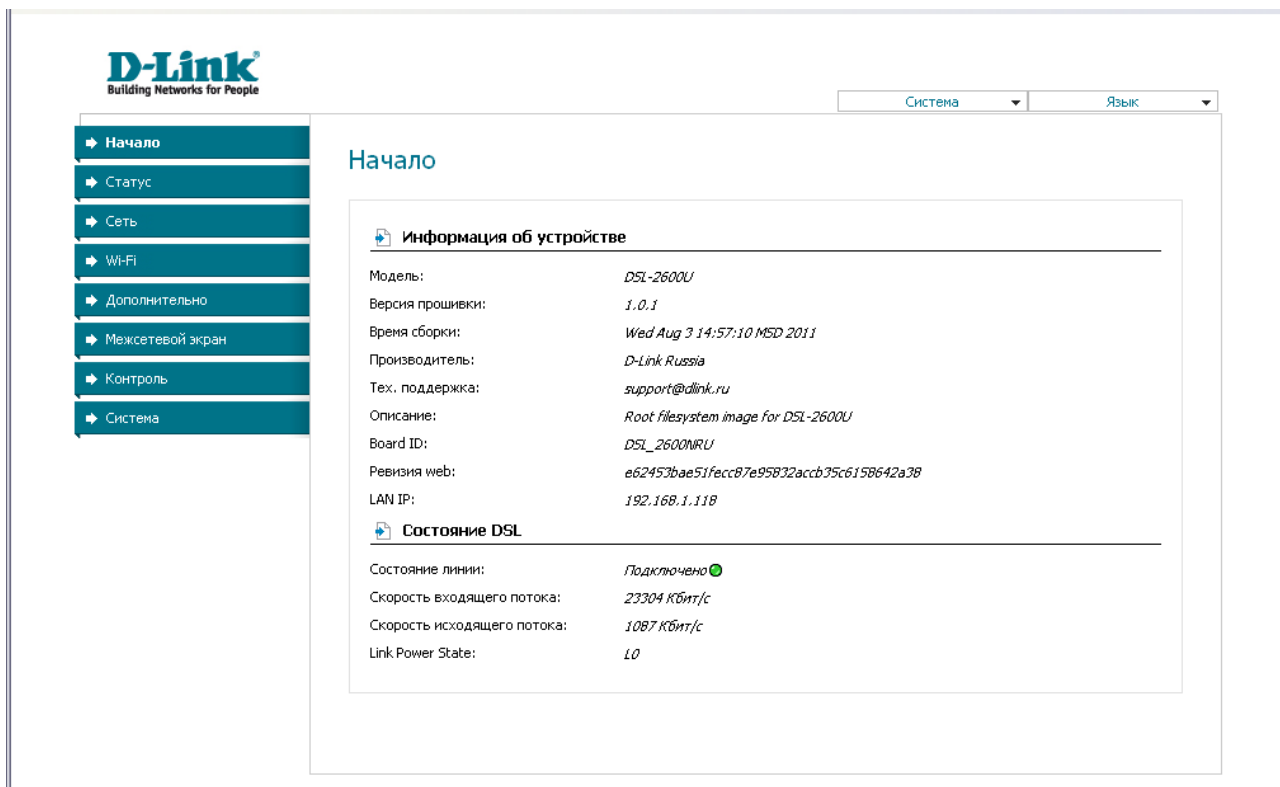 D-Link®
Building Networks for People
Система
Язык
Начало
Статус
Сеть
Wi-Fi
Дополнительно
Межсетевой экран
Контроль
Система
Начало
Информация об устройстве
Модель: DSL-2600U
Версия прошивки: 1.0.1
Время сборки: Wed Aug 3 14:57:10 MSD 2011
Производитель: D-Link Russia
Тех. поддержка: support@dlink.ru
Описание: Root filesystem image for DSL-2600U
Board ID: DSL_2600NRU
Ревизия web: e62453bae51fecc87e95832accb35c6158642a38
LAN IP: 192.168.1.118
Состояние DSL
Состояние линии: Подключено
Скорость входящего потока: 23304 Кбит/с
Скорость исходящего потока: 1087 Кбит/с
Link Power State: L0